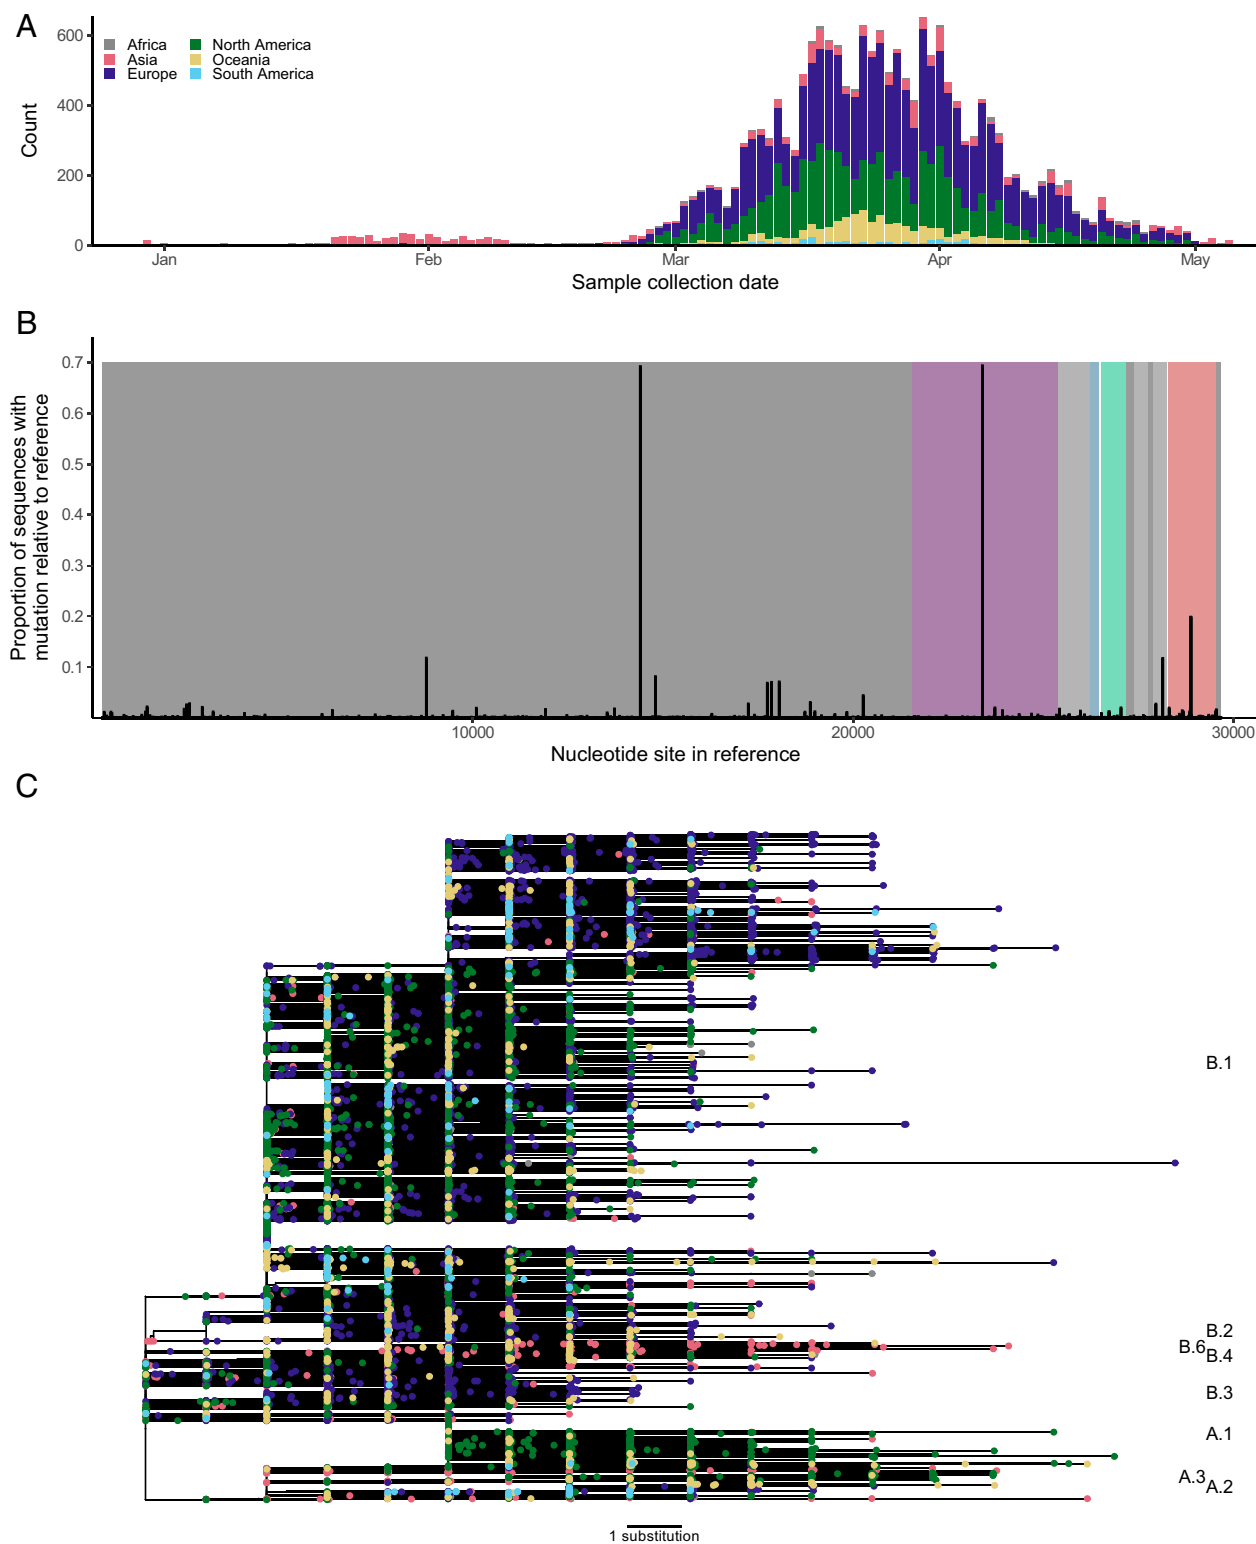 A
Africa
Asia
Europe
North America
Oceania
South America
600
400
200
0
Count
Jan
Feb
Mar
Apr
May
Sample collection date
B
0.7
0.6
0.5
0.4
0.3
0.2
0.1
Proportion of sequences with
mutation relative to reference
10000
20000
30000
Nucleotide site in reference
C
B.1
B.2
B.6
B.4
B.3
A.1
A.3
A.2
1 substitution